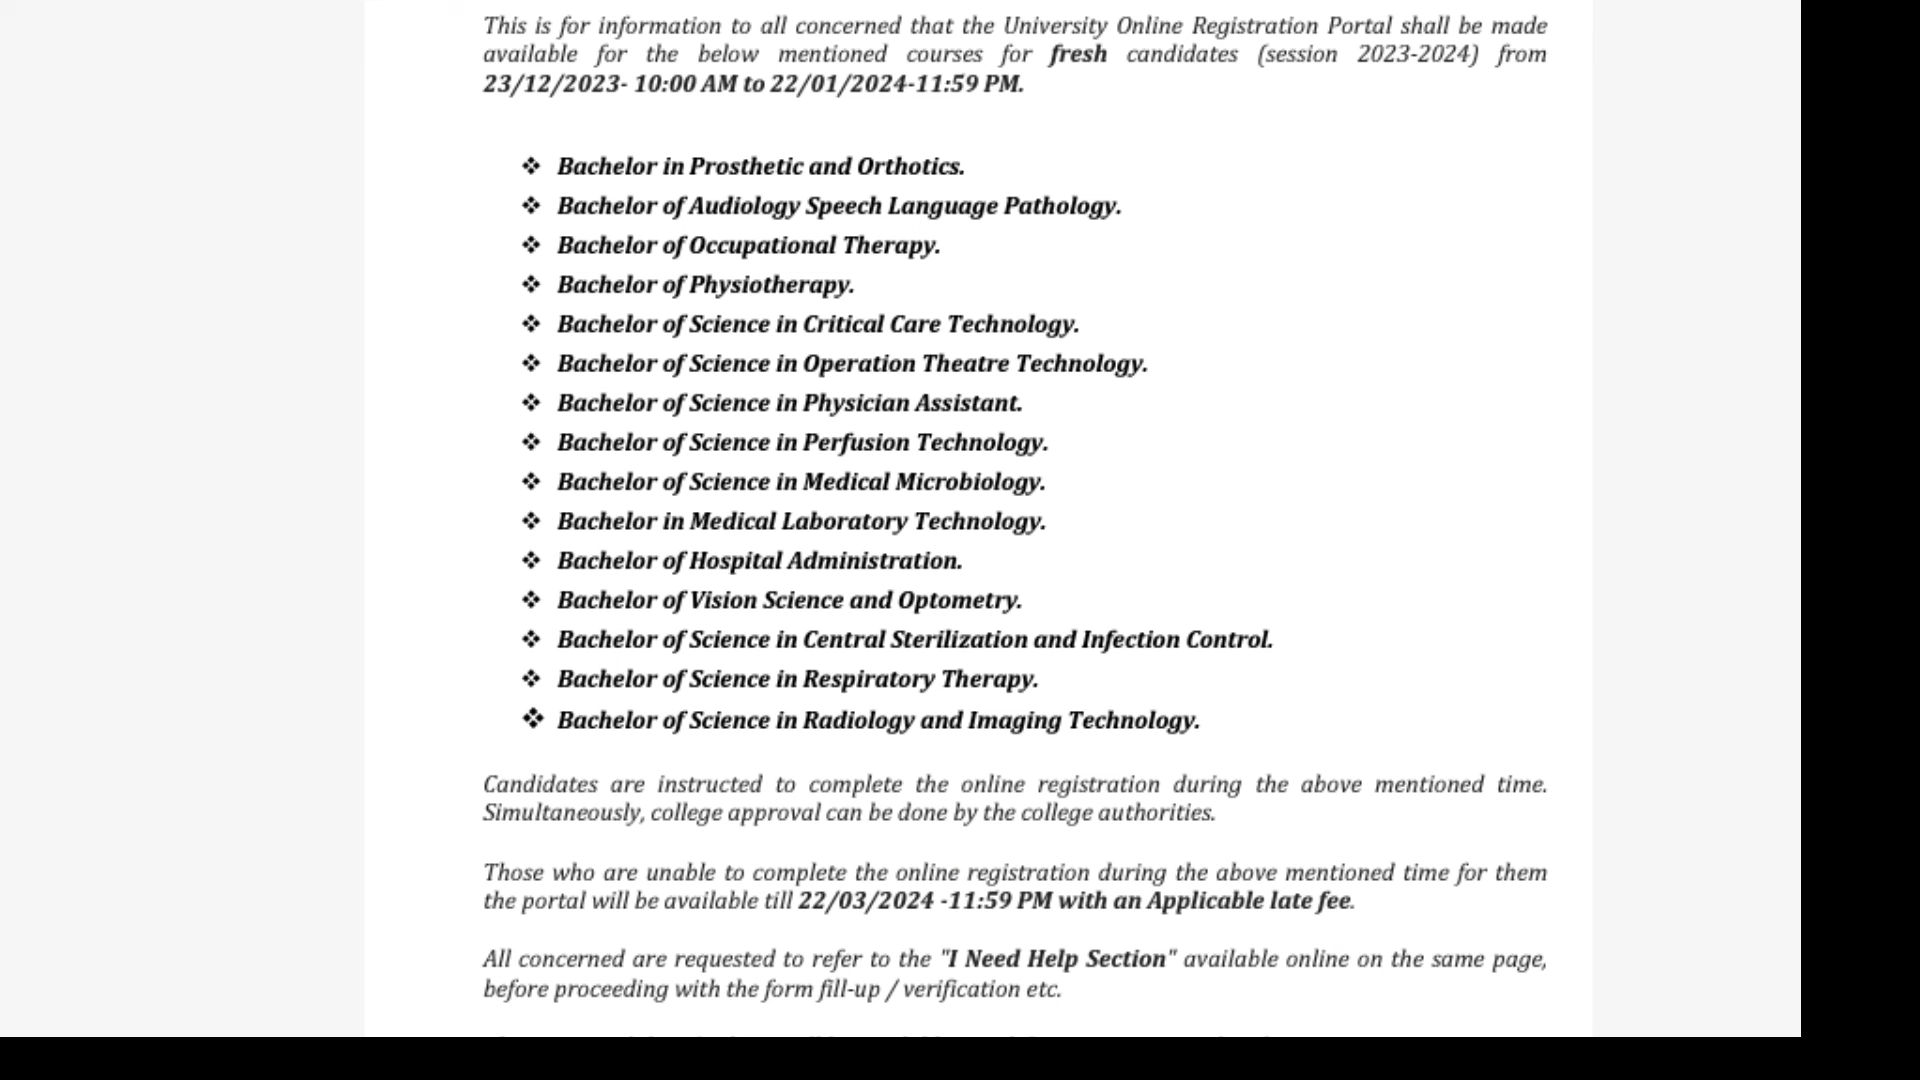 This is for information to all concerned that the University Online Registration Portal shall be made
available for the below mentioned courses for fresh candidates (session 2023-2024) from
23/12/2023- 10:00 AM to 22/01/2024-11:59 PM.
❖ Bachelor in Prosthetic and Orthotics.
❖ Bachelor of Audiology Speech Language Pathology.
❖ Bachelor of Occupational Therapy.
❖ Bachelor of Physiotherapy.
❖ Bachelor of Science in Critical Care Technology.
❖ Bachelor of Science in Operation Theatre Technology.
❖ Bachelor of Science in Physician Assistant.
❖ Bachelor of Science in Perfusion Technology.
❖ Bachelor of Science in Medical Microbiology.
❖ Bachelor in Medical Laboratory Technology.
❖ Bachelor of Hospital Administration.
❖ Bachelor of Vision Science and Optometry.
❖ Bachelor of Science in Central Sterilization and Infection Control.
❖ Bachelor of Science in Respiratory Therapy.
❖ Bachelor of Science in Radiology and Imaging Technology.
Candidates are instructed to complete the online registration during the above mentioned time.
Simultaneously, college approval can be done by the college authorities.
Those who are unable to complete the online registration during the above mentioned time for them
the portal will be available till 22/03/2024 -11:59 PM with an Applicable late fee.
All concerned are requested to refer to the "I Need Help Section" available online on the same page,
before proceeding with the form fill-up / verification etc.